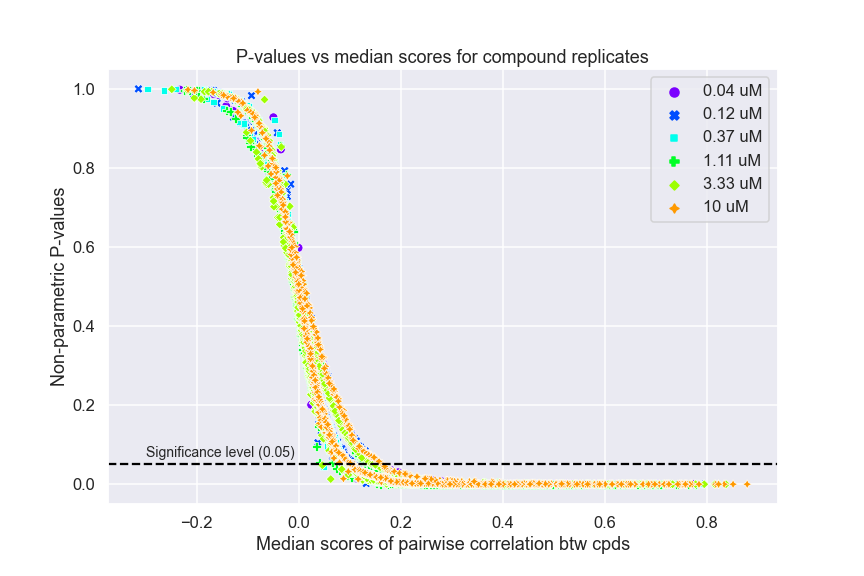 P-values vs median scores for compound replicates
1.0
0.8
0.6
0.4
0.2
0.0
Non-parametric P-values
0.04 uM
0.12 uM
0.37 uM
1.11 uM
3.33 uM
10 uM
Significance level (0.05)
−0.2 0.0 0.2 0.4 0.6 0.8
Median scores of pairwise correlation btw cpds